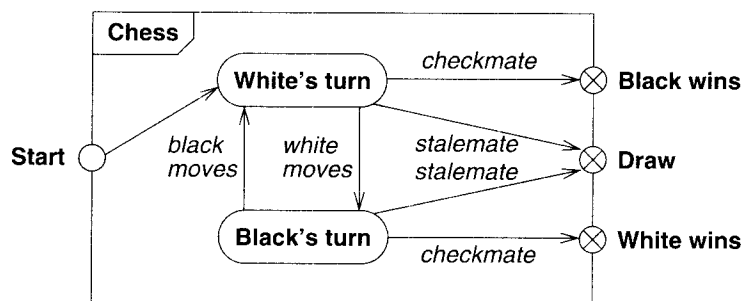 Chess
White's turn
checkmate
Black wins
Start
black
moves
white
moves
stalemate
stalemate
Draw
Black's turn
checkmate
White wins